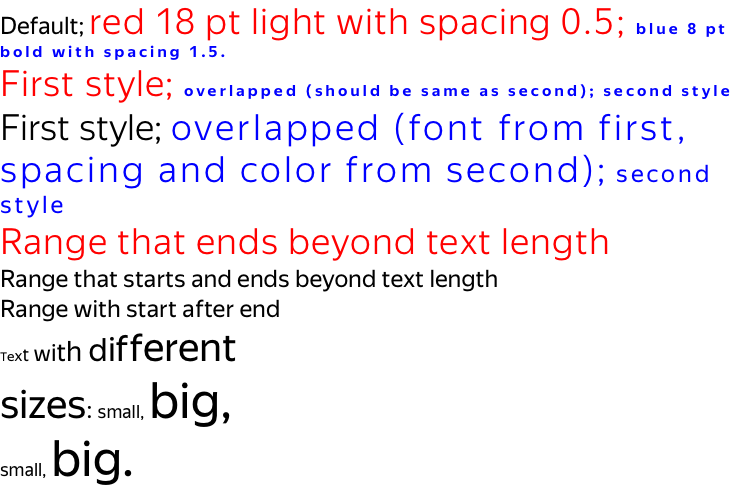 Default; red 18 pt light with spacing 0.5; blue 8 pt
bold with spacing 1.5.
First style; overlapped (should be same as second); second style
First style; overlapped (font from first,
spacing and color from second); second
style
Range that ends beyond text length
Range that starts and ends beyond text length
Range with start after end
Text with different
sizes: small, big,
small, big.